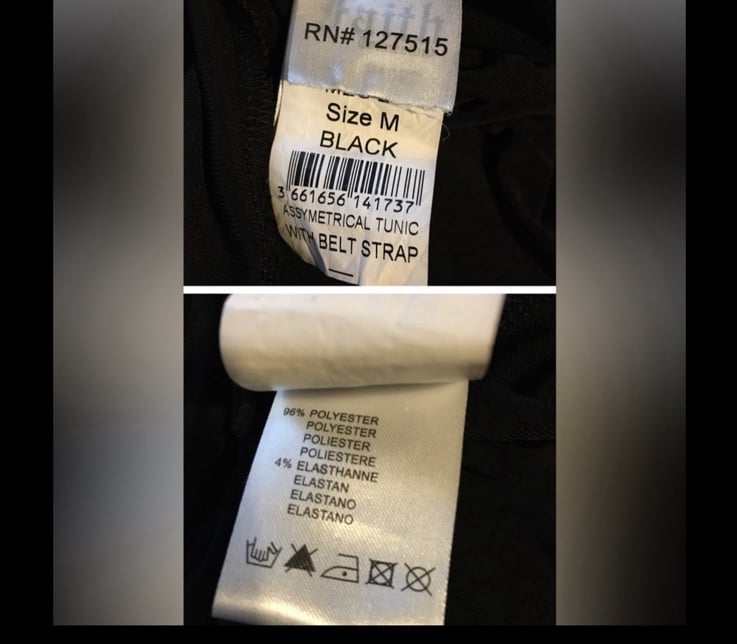 faith
RN# 127515
Size M
BLACK
3 661656 141737
ASSYMETRICAL TUNIC
WITH BELT STRAP
96% POLYESTER
POLYESTER
POLIESTER
POLIESTERE
4% ELASTHANNE
ELASTAN
ELASTANO
ELASTANO